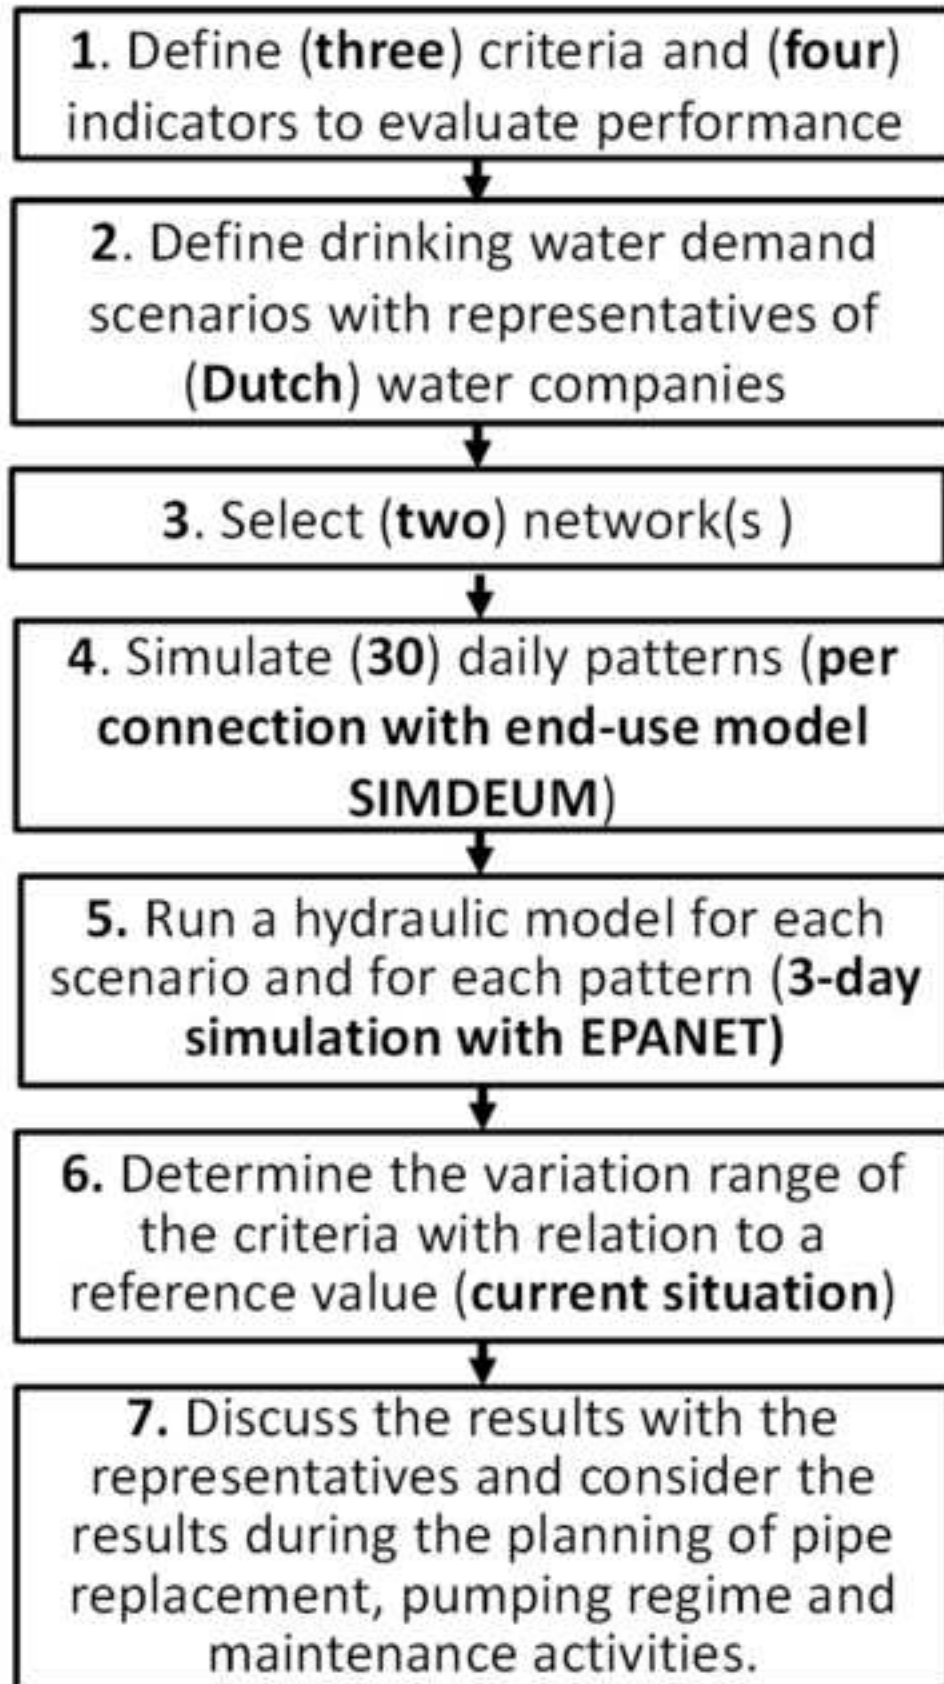 1. Define (three) criteria and (four)
indicators to evaluate performance
2. Define drinking water demand
scenarios with representatives of
(Dutch) water companies
3. Select (two) network(s )
4. Simulate (30) daily patterns (per
connection with end-use model
SIMDEUM)
5. Run a hydraulic model for each
scenario and for each pattern (3-day
simulation with EPANET)
6. Determine the variation range of
the criteria with relation to a
reference value (current situation)
7. Discuss the results with the
representatives and consider the
results during the planning of pipe
replacement, pumping regime and
maintenance activities.